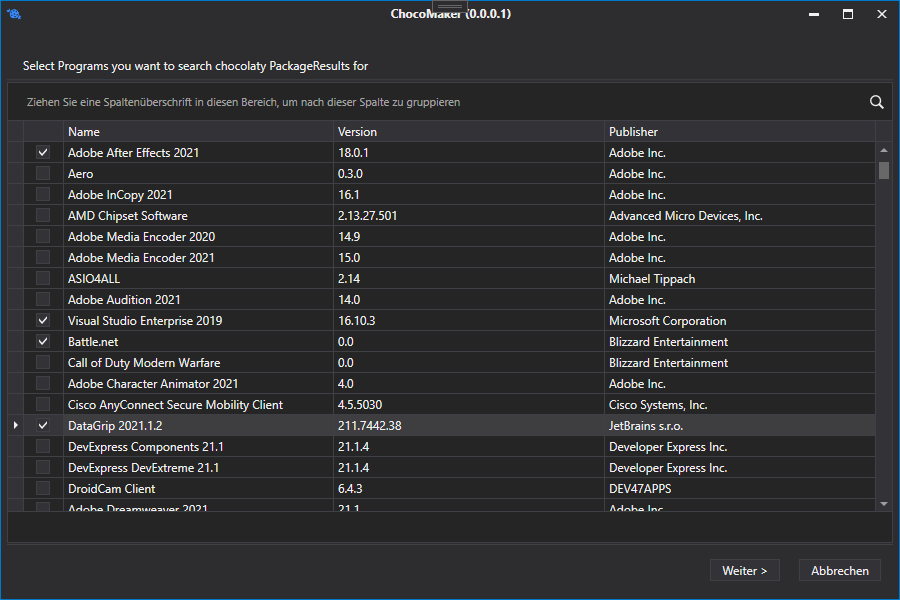 ChocoMaker (0.0.0.1)
Select Programs you want to search chocolaty PackageResults for
Ziehen Sie eine Spaltenüberschrift in diesen Bereich, um nach dieser Spalte zu gruppieren
Name Version Publisher
Adobe After Effects 2021 18.0.1 Adobe Inc.
Aero 0.3.0 Adobe Inc.
Adobe InCopy 2021 16.1 Adobe Inc.
AMD Chipset Software 2.13.27.501 Advanced Micro Devices, Inc.
Adobe Media Encoder 2020 14.9 Adobe Inc.
Adobe Media Encoder 2021 15.0 Adobe Inc.
ASIO4ALL 2.14 Michael Tippach
Adobe Audition 2021 14.0 Adobe Inc.
Visual Studio Enterprise 2019 16.10.3 Microsoft Corporation
Battle.net 0.0 Blizzard Entertainment
Call of Duty Modern Warfare 0.0 Blizzard Entertainment
Adobe Character Animator 2021 4.0 Adobe Inc.
Cisco AnyConnect Secure Mobility Client 4.5.5030 Cisco Systems, Inc.
DataGrip 2021.1.2 211.7442.38 JetBrains s.r.o.
DevExpress Components 21.1 21.1.4 Developer Express Inc.
DevExpress DevExtreme 21.1 21.1.4 Developer Express Inc.
DroidCam Client 6.4.3 DEV47APPS
Adobe Dreamweaver 2021 21.1 Adobe Inc.
Weiter > Abbrechen